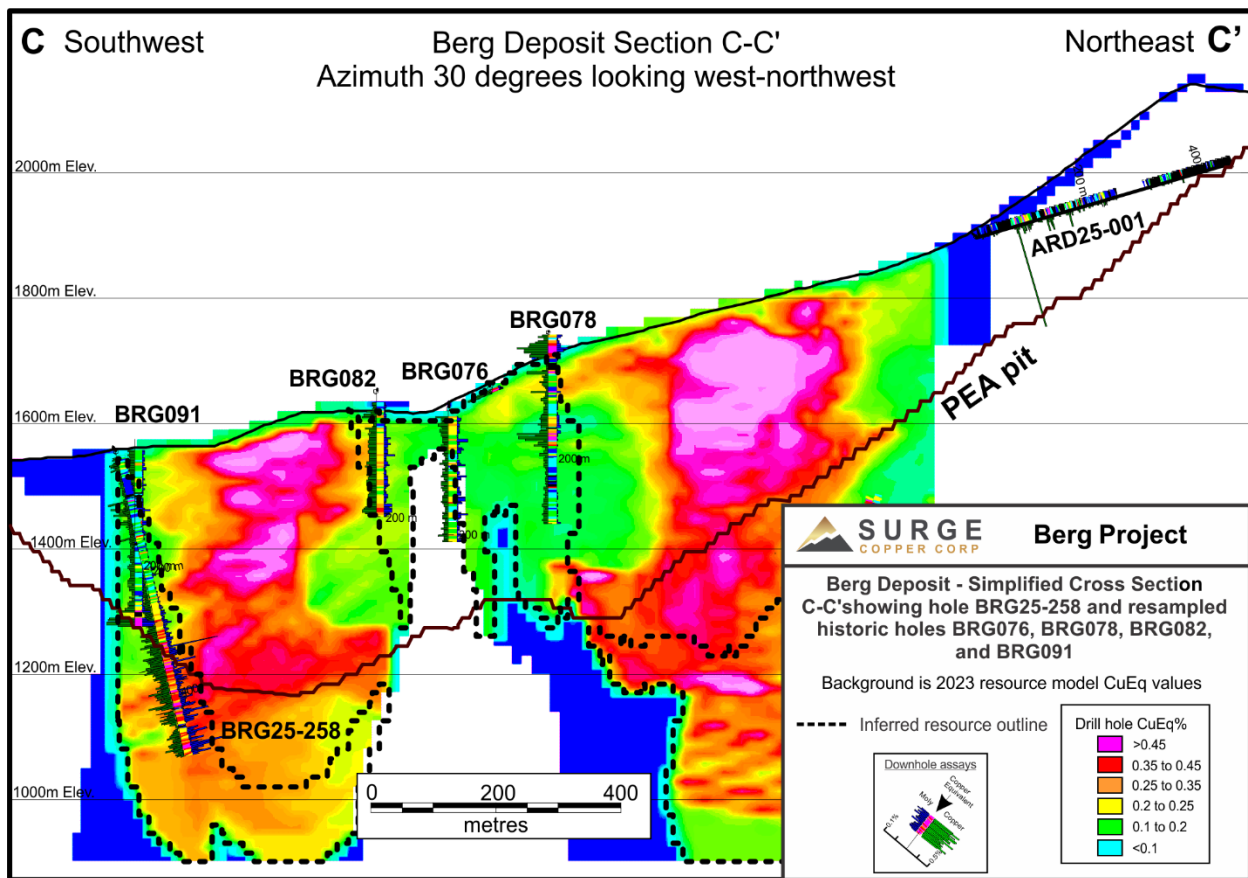 C Southwest
Berg Deposit Section C-C'
Azimuth 30 degrees looking west-northwest
Northeast C'
2000m Elev.
1800m Elev.
1600m Elev.
1400m Elev.
1200m Elev.
1000m Elev.
400
ARD25-001
BRG078
BRG076
BRG082
BRG091
200 m
200 m
PEA pit
BRG25-258
0 200 400
metres
SURGE
COPPER CORP
Berg Project
Berg Deposit - Simplified Cross Section
C-C'showing hole BRG25-258 and resampled
historic holes BRG076, BRG078, BRG082,
and BRG091
Background is 2023 resource model CuEq values
Inferred resource outline
Downhole assays
Copper
Equivalent
Moly
Copper
0.1%
0.5%
Drill hole CuEq%
>0.45
0.35 to 0.45
0.25 to 0.35
0.2 to 0.25
0.1 to 0.2
<0.1